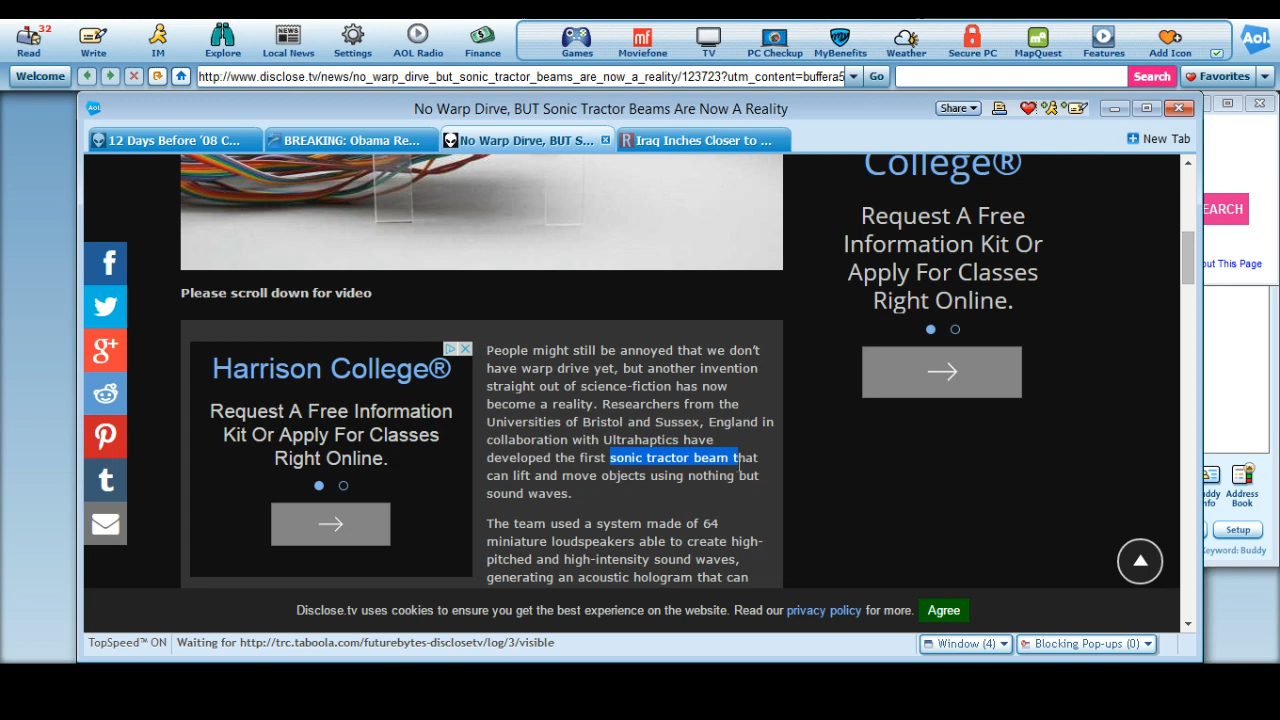 32
Read
Write
IM
Explore
Local News
Settings
AOL Radio
Finance
Games
Moviefone
TV
PC Checkup
MyBenefits
Weather
Secure PC
MapQuest
Features
Add Icon
Aol.
Welcome
http://www.disclose.tv/news/no_warp_dirve_but_sonic_tractor_beams_are_now_a_reality/123723?utm_content=buffera5
Go
Search
Favorites
No Warp Dirve, BUT Sonic Tractor Beams Are Now A Reality
Share
12 Days Before '08 C...
BREAKING: Obama Re...
No Warp Dirve, BUT S...
Iraq Inches Closer to ...
New Tab
College®
Request A Free
Information Kit Or
Apply For Classes
Right Online.
EARCH
out This Page
Please scroll down for video
Harrison College®
Request A Free Information
Kit Or Apply For Classes
Right Online.
People might still be annoyed that we don't
have warp drive yet, but another invention
straight out of science-fiction has now
become a reality. Researchers from the
Universities of Bristol and Sussex, England in
collaboration with Ultrahaptics have
developed the first sonic tractor beam that
can lift and move objects using nothing but
sound waves.
The team used a system made of 64
miniature loudspeakers able to create high-
pitched and high-intensity sound waves,
generating an acoustic hologram that can
uddy
nfo
Address
Book
Setup
Keyword: Buddy
Disclose.tv uses cookies to ensure you get the best experience on the website. Read our privacy policy for more.
Agree
TopSpeed™ ON
Waiting for http://trc.taboola.com/futurebytes-disclosetv/log/3/visible
Window (4)
Blocking Pop-ups (0)